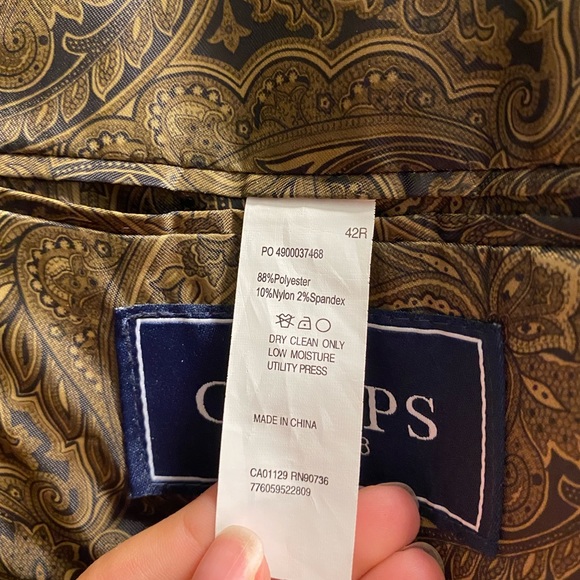 42R
PO 4900037468
88%Polyester
10%Nylon 2%Spandex
DRY CLEAN ONLY
LOW MOISTURE
UTILITY PRESS
MADE IN CHINA
CA01129 RN90736
776059522809